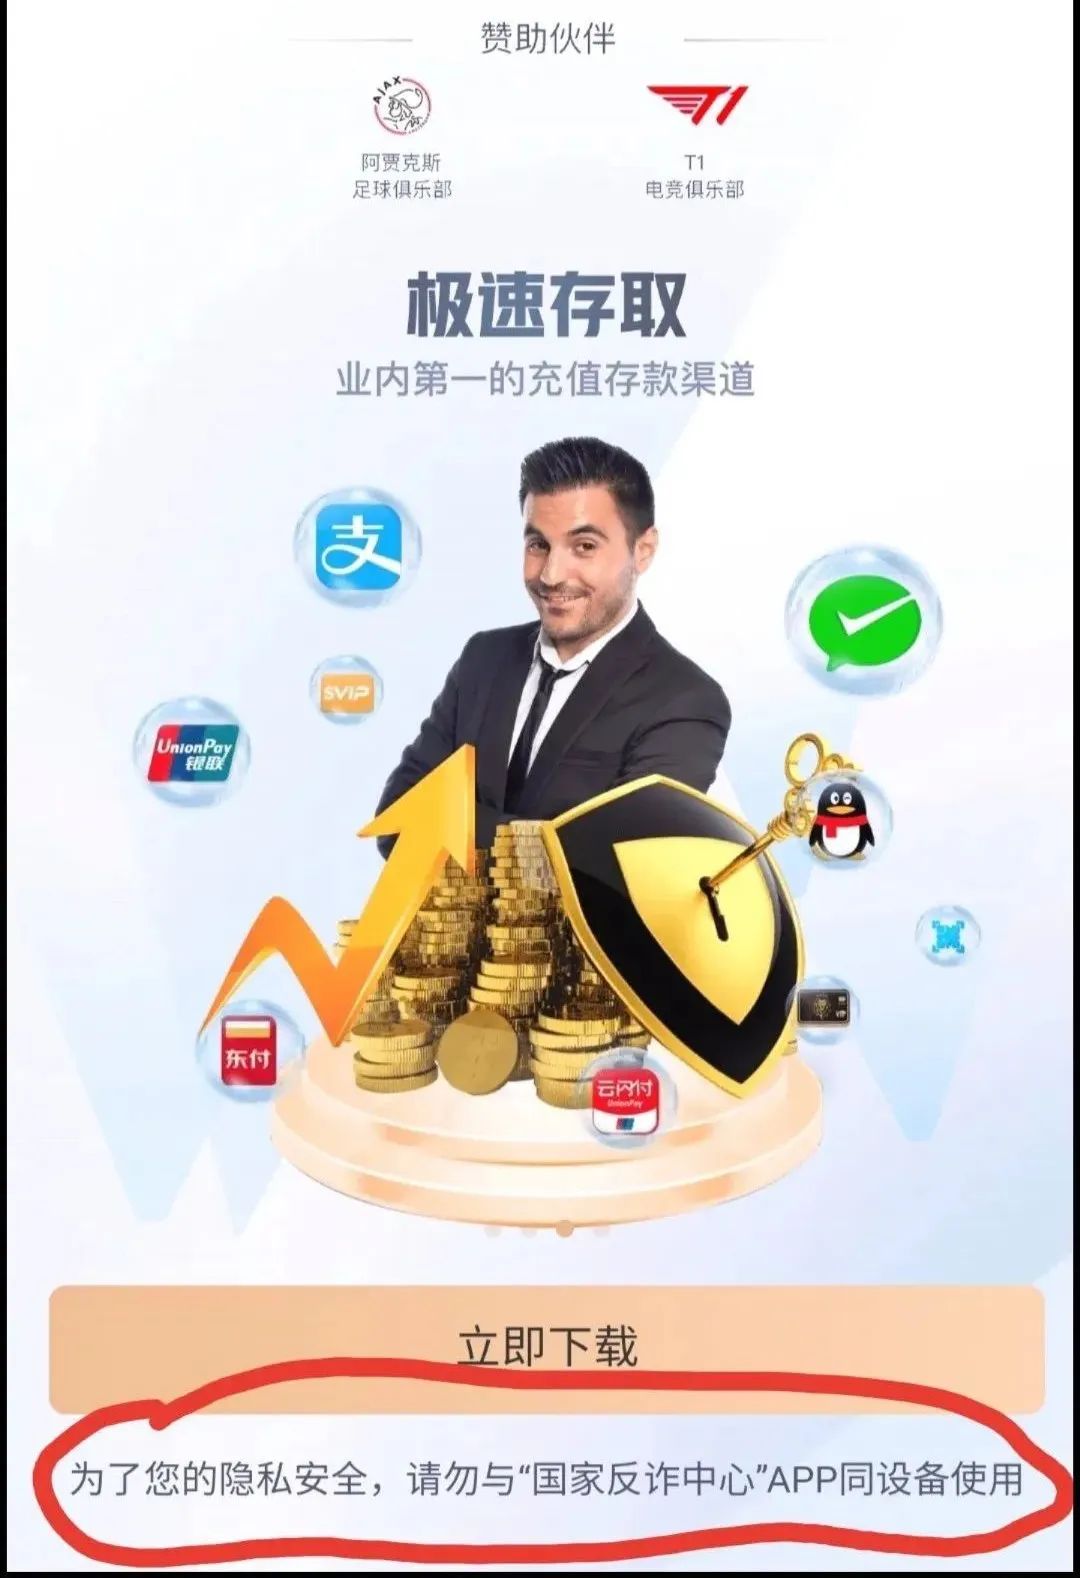 赞助伙伴
AJAX
T1
阿贾克斯
足球俱乐部
T1
电竞俱乐部
极速存取
业内第一的充值存款渠道
支
SVIP
UnionPay
银联
东付
云闪付
UnionPay
立即下载
为了您的隐私安全，请勿与“国家反诈中心”APP同设备使用